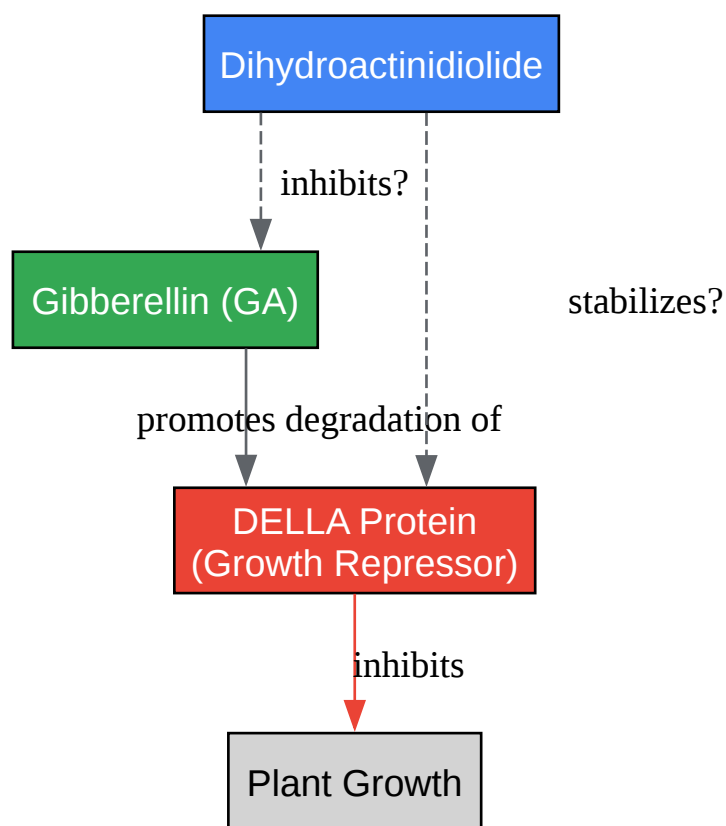 Dihydroactinidiolide
inhibits?
Gibberellin (GA)
stabilizes?
promotes degradation of
DELLA Protein
(Growth Repressor)
inhibits
Plant Growth